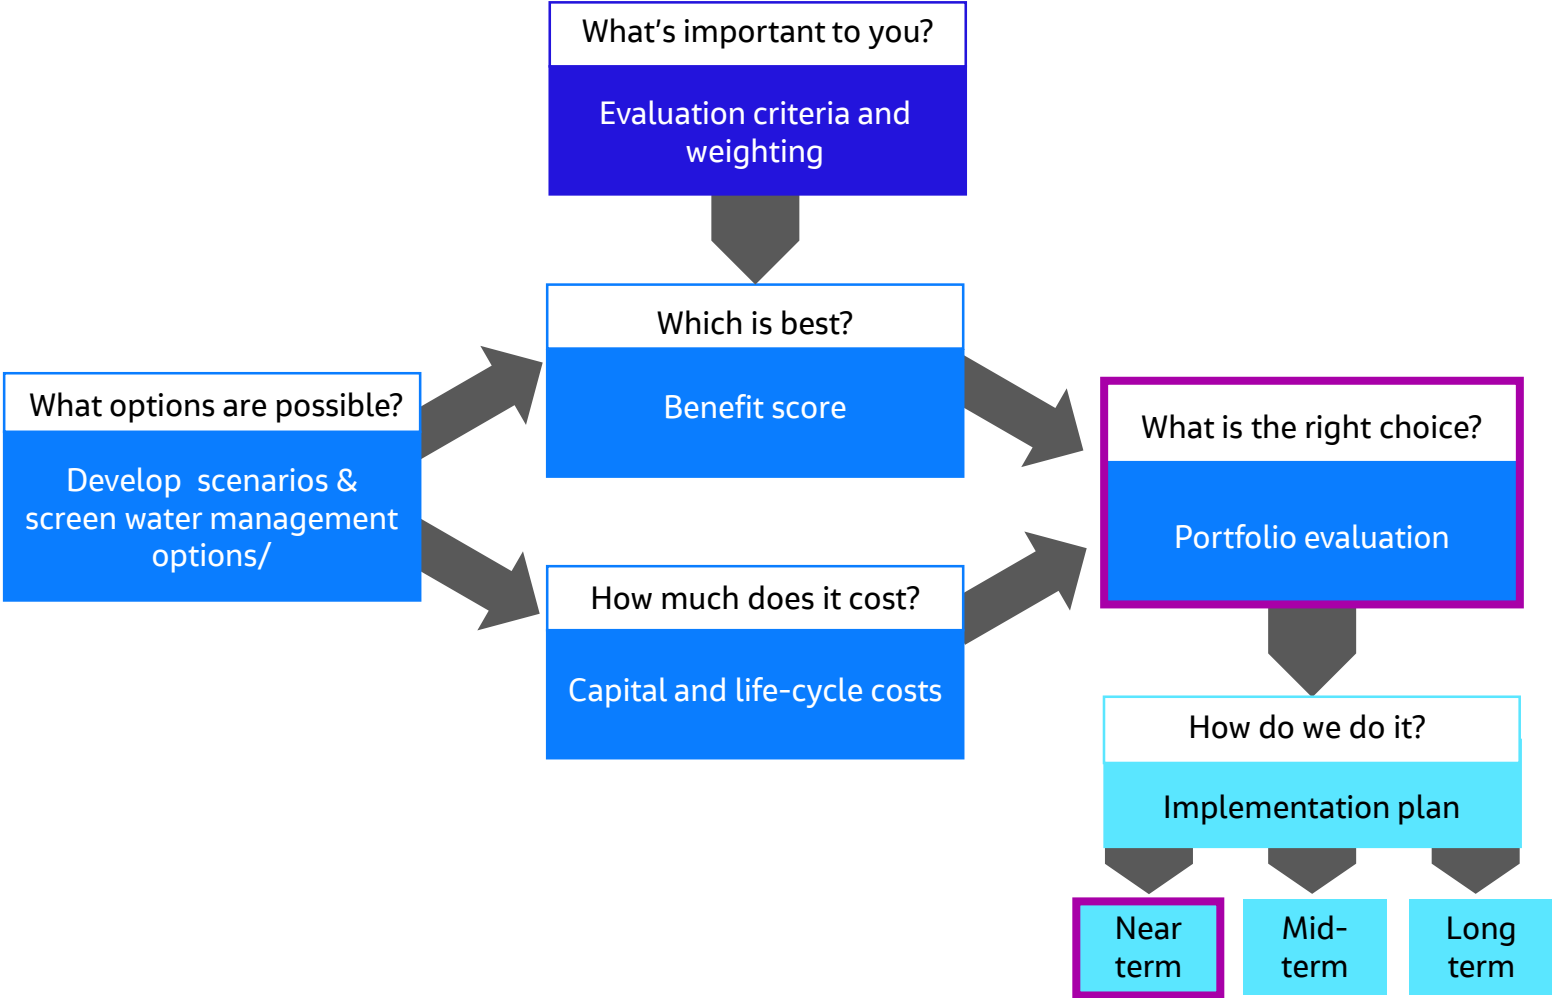 What's important to you?
Evaluation criteria and
weighting
Which is best?
Benefit score
What options are possible?
Develop scenarios &
screen water management
options/
How much does it cost?
Capital and life-cycle costs
What is the right choice?
Portfolio evaluation
How do we do it?
Implementation plan
Near
term
Mid-
term
Long
term